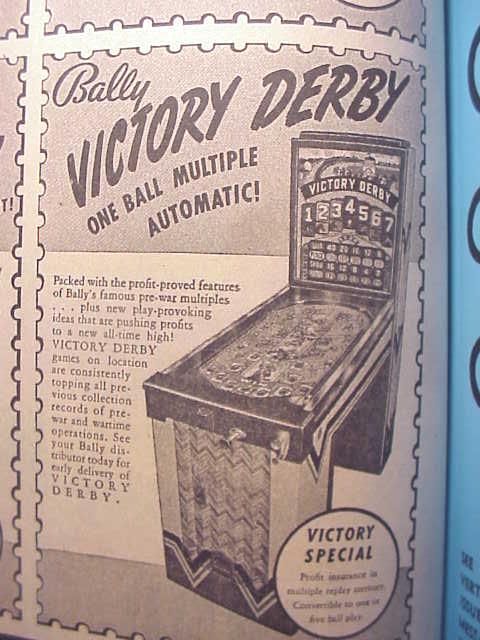 Bally
VICTORY DERBY
ONE BALL MULTIPLE
AUTOMATIC!
Packed with the profit-proved features
of Bally's famous pre-war multiples
. . . plus new play-provoking
ideas that are pushing profits
to a new all-time high!
VICTORY DERBY
games on location
are consistently
topping all pre-
vious collection
records of pre-
war and wartime
operations. See
your Bally dis-
tributor today for
early delivery of
VICTORY
DERBY.
VICTORY DERBY
1 2 3 4 5 6 7
VICTORY
SPECIAL
Profit insurance in
multiple replay territory.
Convertible to one or
five ball play.
T!
SEE